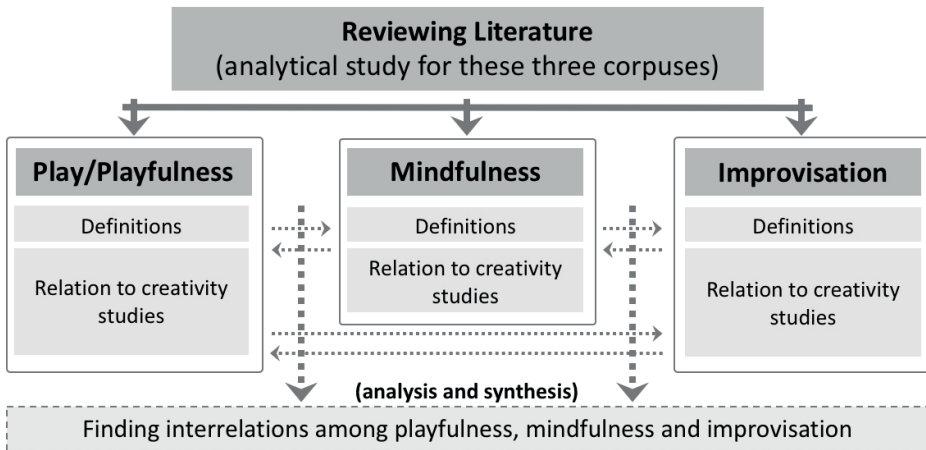 Reviewing Literature
(analytical study for these three corpuses)
Play/Playfulness
Definitions
Relation to creativity
studies
Mindfulness
Definitions
Relation to creativity
studies
Improvisation
Definitions
Relation to creativity
studies
(analysis and synthesis)
Finding interrelations among playfulness, mindfulness and improvisation